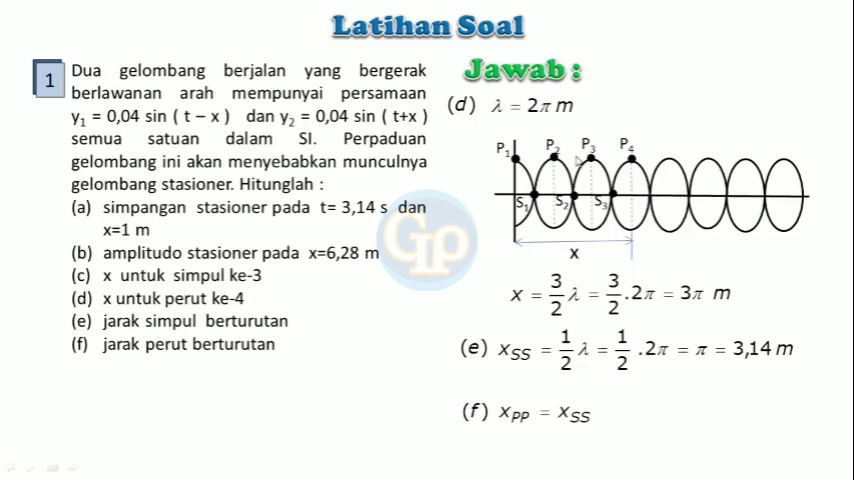 Latihan Soal
1
Dua gelombang berjalan yang bergerak
berlawanan arah mempunyai persamaan
y₁ = 0,04 sin ( t – x ) dan y₂ = 0,04 sin ( t+x )
semua satuan dalam SI. Perpaduan
gelombang ini akan menyebabkan munculnya
gelombang stasioner. Hitunglah :
(a) simpangan stasioner pada t= 3,14 s dan
x=1 m
(b) amplitudo stasioner pada x=6,28 m
(c) x untuk simpul ke-3
(d) x untuk perut ke-4
(e) jarak simpul berturutan
(f) jarak perut berturutan
Jawab :
(d) λ = 2π m
P₁ P₂ P₃ P₄
S₁ S₂ S₃
x
x = 3/2 λ = 3/2 .2π = 3π m
(e) x_SS = 1/2 λ = 1/2 .2π = π = 3,14 m
(f) x_PP = x_SS
Gip